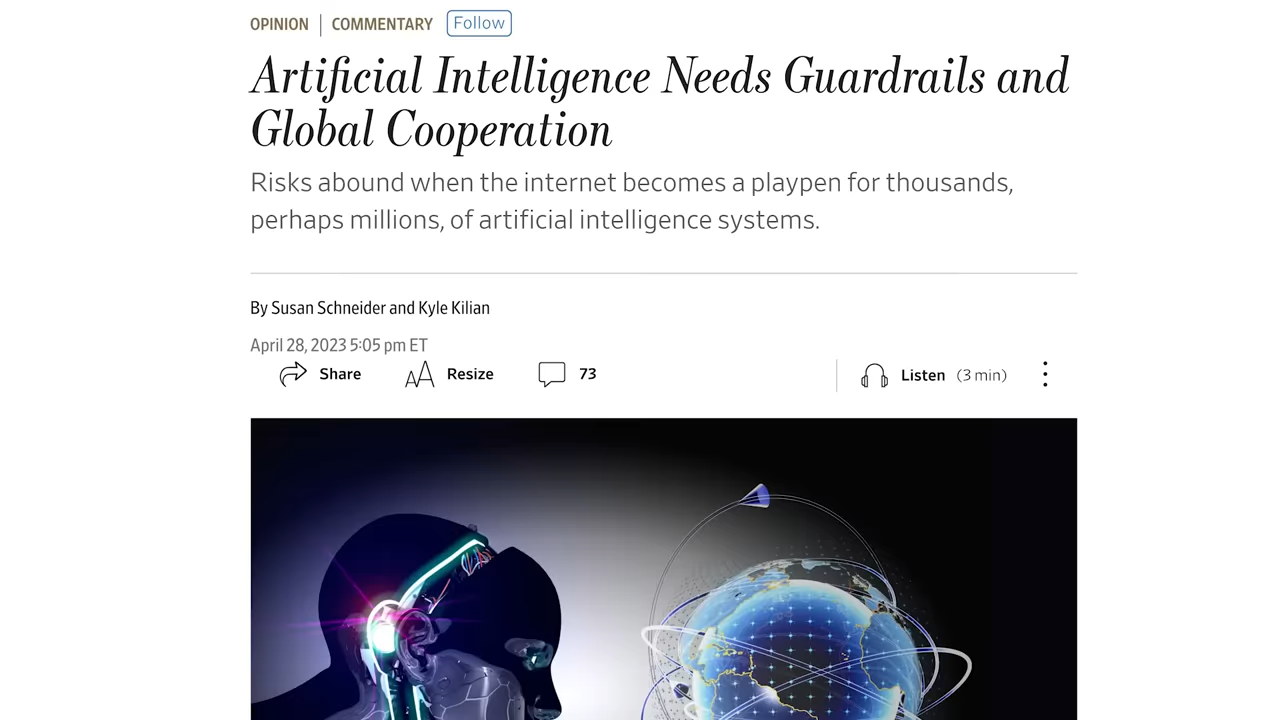 OPINION | COMMENTARY Follow
Artificial Intelligence Needs Guardrails and
Global Cooperation
Risks abound when the internet becomes a playpen for thousands,
perhaps millions, of artificial intelligence systems.
By Susan Schneider and Kyle Kilian
April 28, 2023 5:05 pm ET
Share Resize 73 Listen (3 min)